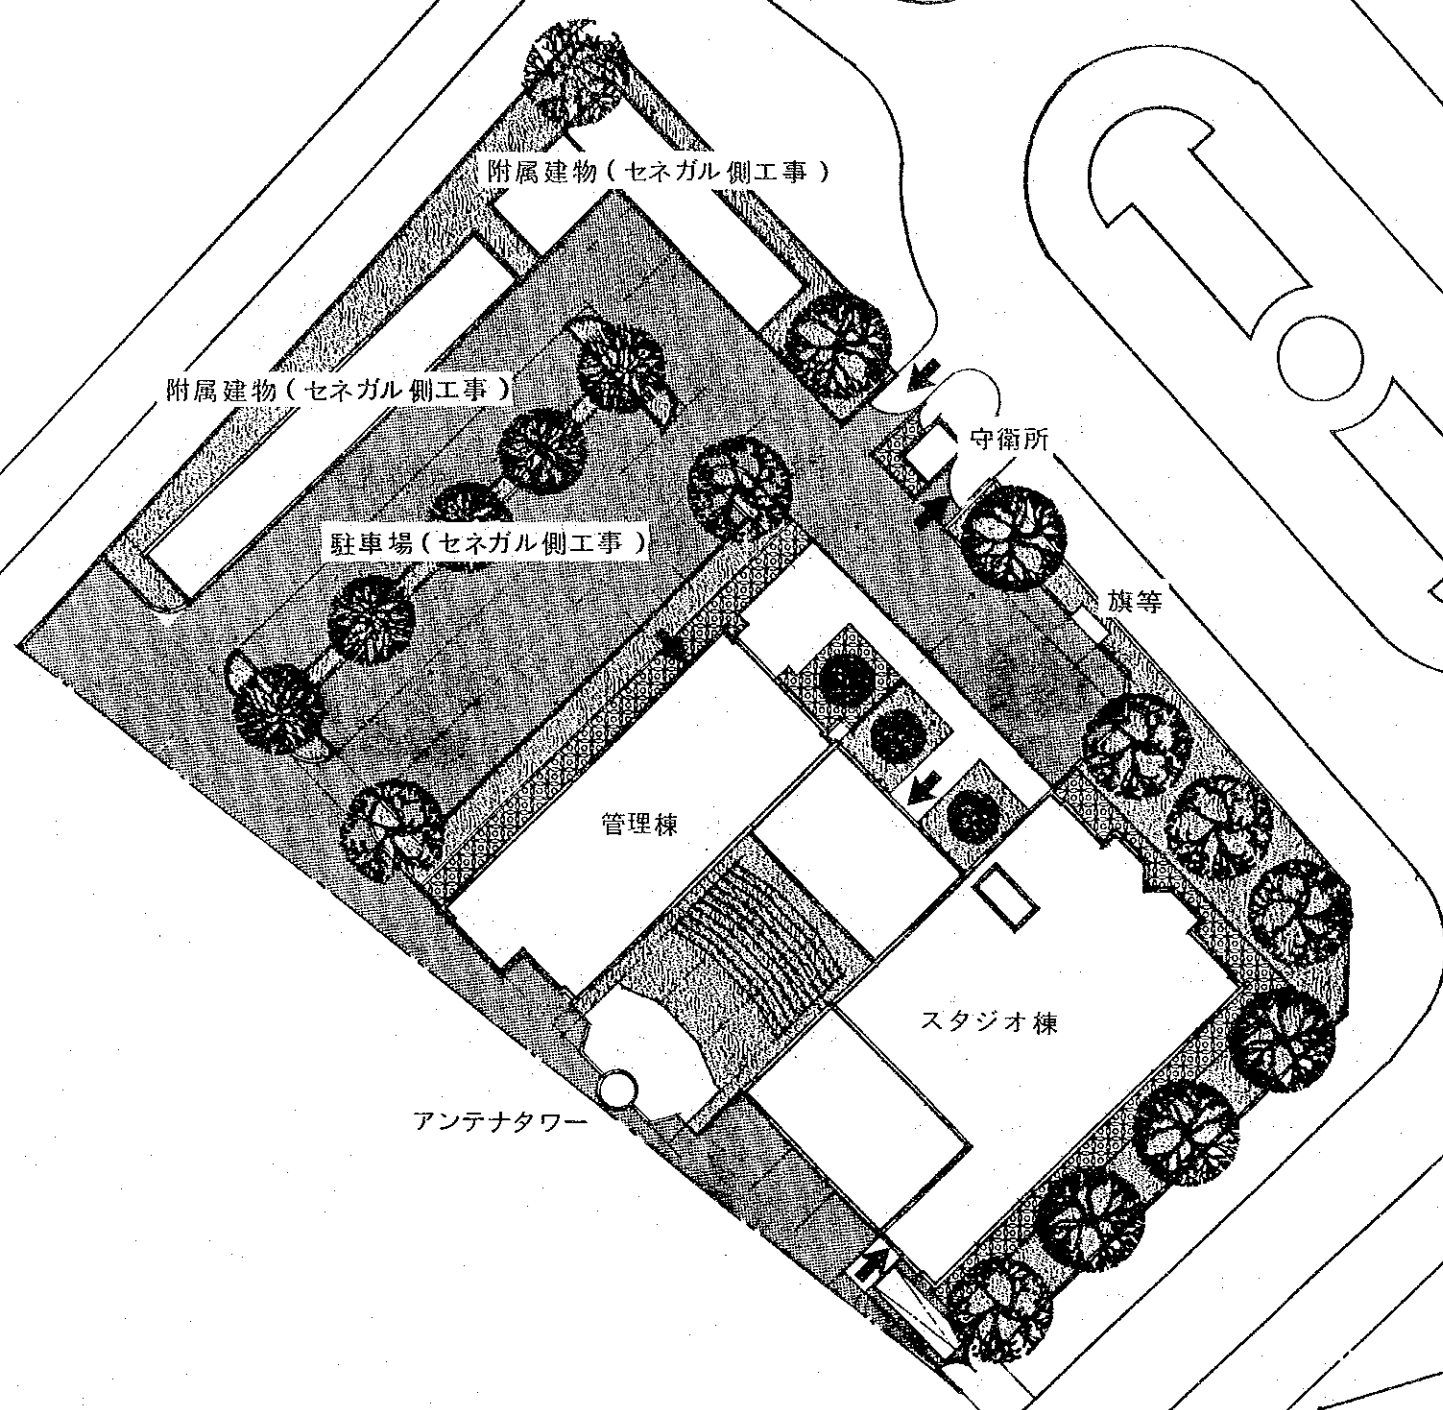 附属建物(セネガル側工事)
附属建物(セネガル側工事)
守衛所
駐車場(セネガル側工事)
旗等
管理棟
スタジオ棟
アンテナタワー